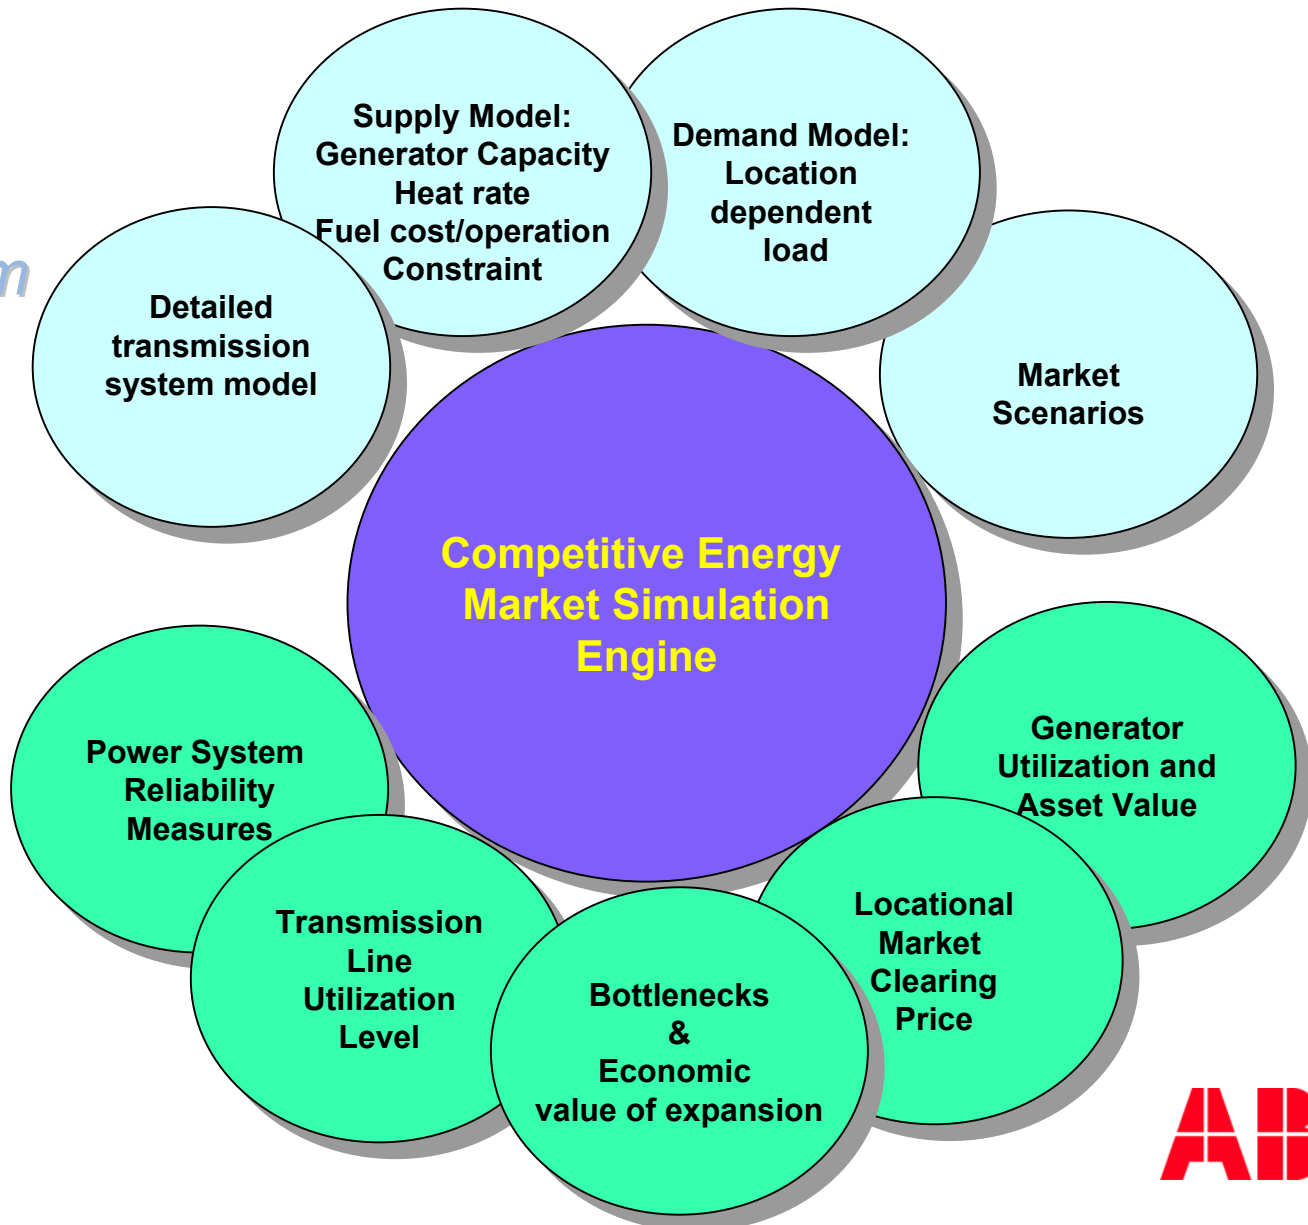 Supply Model:
Generator Capacity
Heat rate
Fuel cost/operation
Constraint
Demand Model:
Location
dependent
load
Detailed
transmission
system model
Market
Scenarios
Competitive Energy
Market Simulation
Engine
Power System
Reliability
Measures
Generator
Utilization and
Asset Value
Transmission
Line
Utilization
Level
Locational
Market
Clearing
Price
Bottlenecks
&
Economic
value of expansion